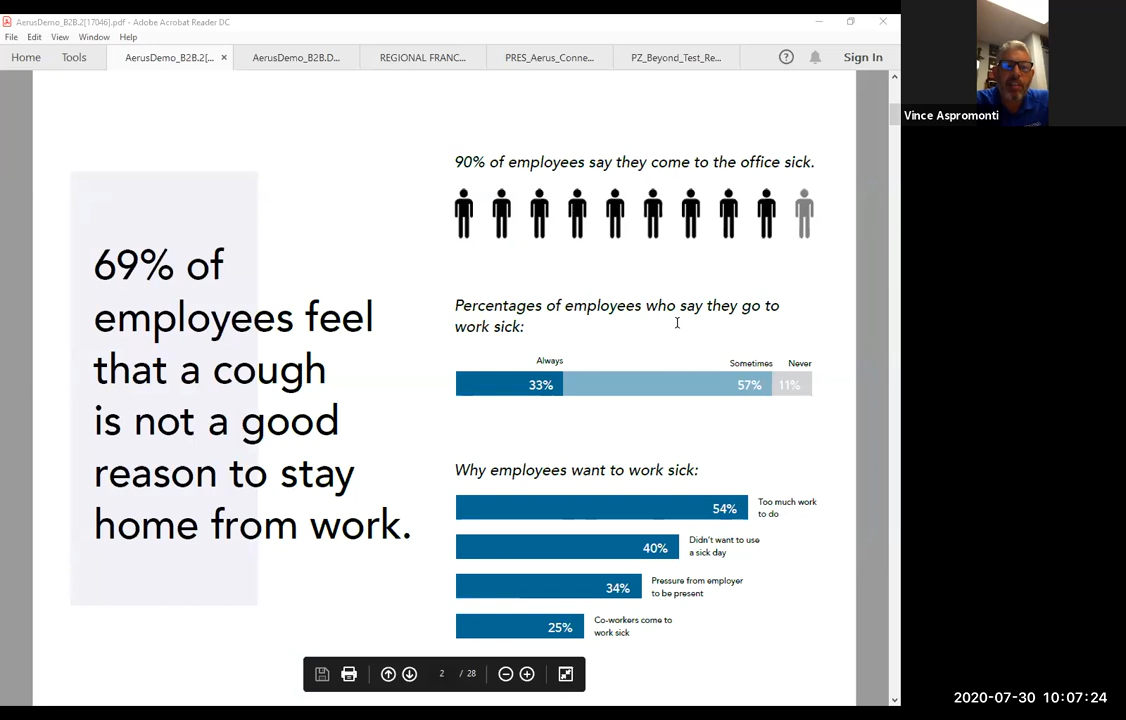 AerusDemo_B2B.2[17046].pdf - Adobe Acrobat Reader DC
File Edit View Window Help
Home Tools AerusDemo_B2B.2[... × AerusDemo_B2B.D... REGIONAL FRANC... PRES_Aerus_Conne... PZ_Beyond_Test_Re... Sign In
Vince Aspromonti
69% of
employees feel
that a cough
is not a good
reason to stay
home from work.
90% of employees say they come to the office sick.
Percentages of employees who say they go to
work sick:
Always Sometimes Never
33% 57% 11%
Why employees want to work sick:
54% Too much work
to do
40% Didn't want to use
a sick day
34% Pressure from employer
to be present
25% Co-workers come to
work sick
2 / 28
2020-07-30 10:07:24